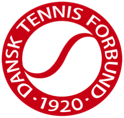 DANSK TENNIS FORBUND
· 1920 ·